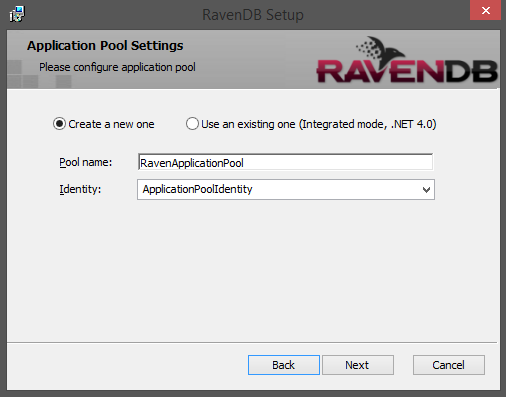 RavenDB Setup
Application Pool Settings
Please configure application pool
RAVENDB
Create a new one
Use an existing one (Integrated mode, .NET 4.0)
Pool name:
RavenApplicationPool
Identity:
ApplicationPoolIdentity
Back
Next
Cancel